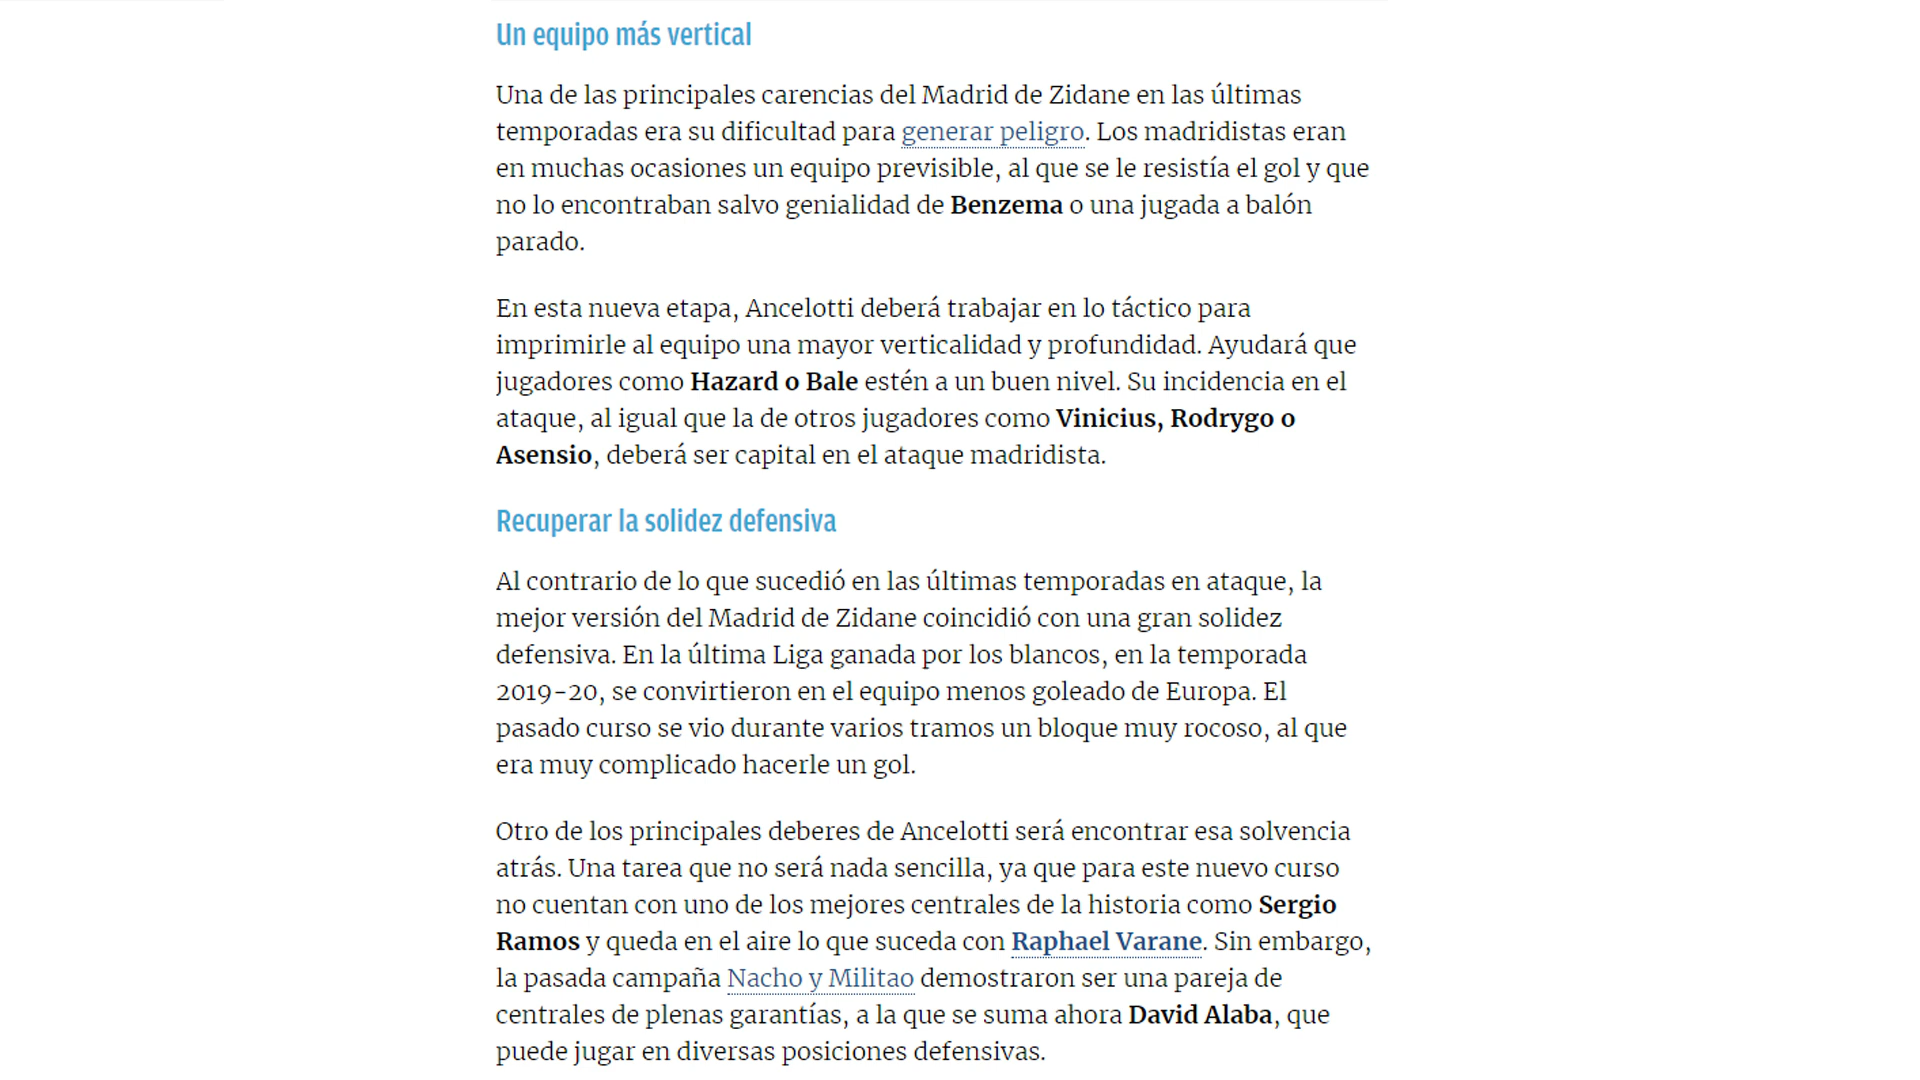 Un equipo más vertical
Una de las principales carencias del Madrid de Zidane en las últimas
temporadas era su dificultad para generar peligro. Los madridistas eran
en muchas ocasiones un equipo previsible, al que se le resistía el gol y que
no lo encontraban salvo genialidad de Benzema o una jugada a balón
parado.
En esta nueva etapa, Ancelotti deberá trabajar en lo táctico para
imprimirle al equipo una mayor verticalidad y profundidad. Ayudará que
jugadores como Hazard o Bale estén a un buen nivel. Su incidencia en el
ataque, al igual que la de otros jugadores como Vinicius, Rodrygo o
Asensio, deberá ser capital en el ataque madridista.
Recuperar la solidez defensiva
Al contrario de lo que sucedió en las últimas temporadas en ataque, la
mejor versión del Madrid de Zidane coincidió con una gran solidez
defensiva. En la última Liga ganada por los blancos, en la temporada
2019-20, se convirtieron en el equipo menos goleado de Europa. El
pasado curso se vio durante varios tramos un bloque muy rocoso, al que
era muy complicado hacerle un gol.
Otro de los principales deberes de Ancelotti será encontrar esa solvencia
atrás. Una tarea que no será nada sencilla, ya que para este nuevo curso
no cuentan con uno de los mejores centrales de la historia como Sergio
Ramos y queda en el aire lo que suceda con Raphael Varane. Sin embargo,
la pasada campaña Nacho y Militao demostraron ser una pareja de
centrales de plenas garantías, a la que se suma ahora David Alaba, que
puede jugar en diversas posiciones defensivas.